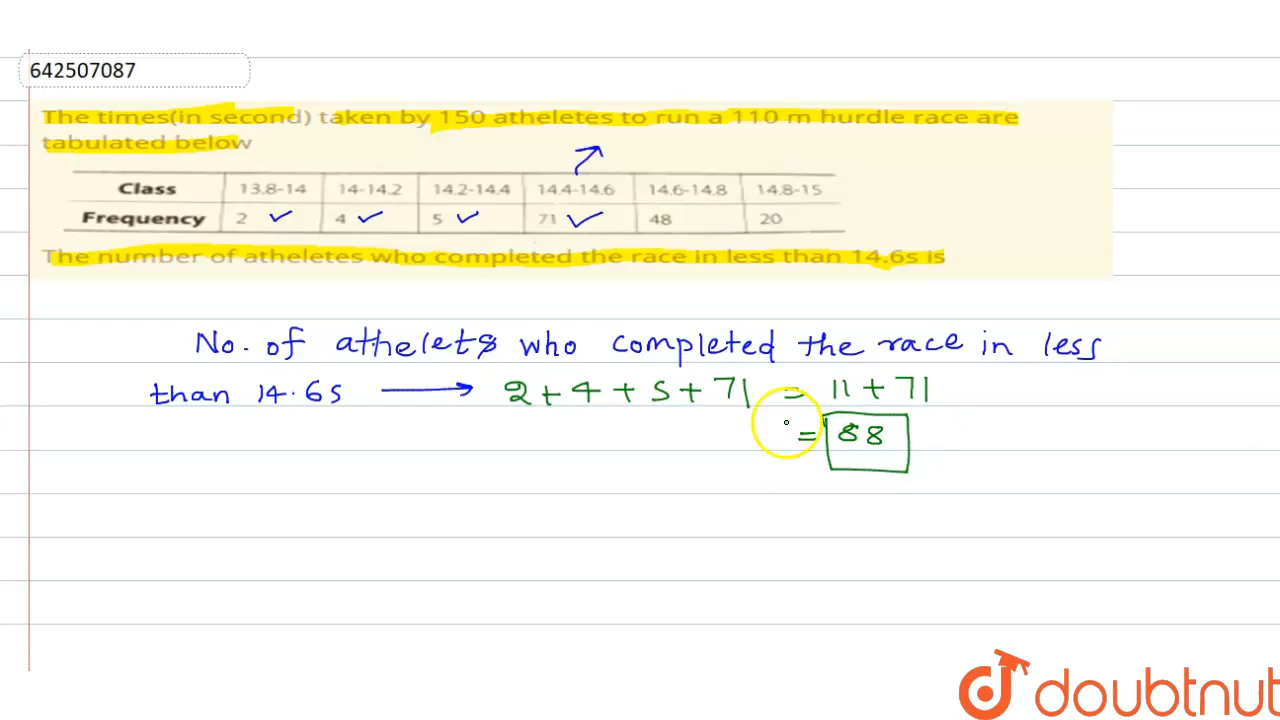 642507087
The times(in second) taken by 150 atheletes to run a 110 m hurdle race are
tabulated below
Class 13.8-14 14-14.2 14.2-14.4 14.4-14.6 14.6-14.8 14.8-15
Frequency 2 4 5 71 48 20
The number of atheletes who completed the race in less than 14.6s is
No. of athelets who completed the race in less
than 14.6s → 2 + 4 + 5 + 71 = 11 + 71
= 88
doubtnut